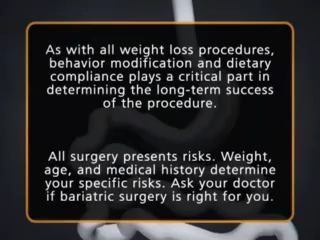 As with all weight loss procedures,
behavior modification and dietary
compliance plays a critical part in
determining the long-term success
of the procedure.
All surgery presents risks. Weight,
age, and medical history determine
your specific risks. Ask your doctor
if bariatric surgery is right for you.